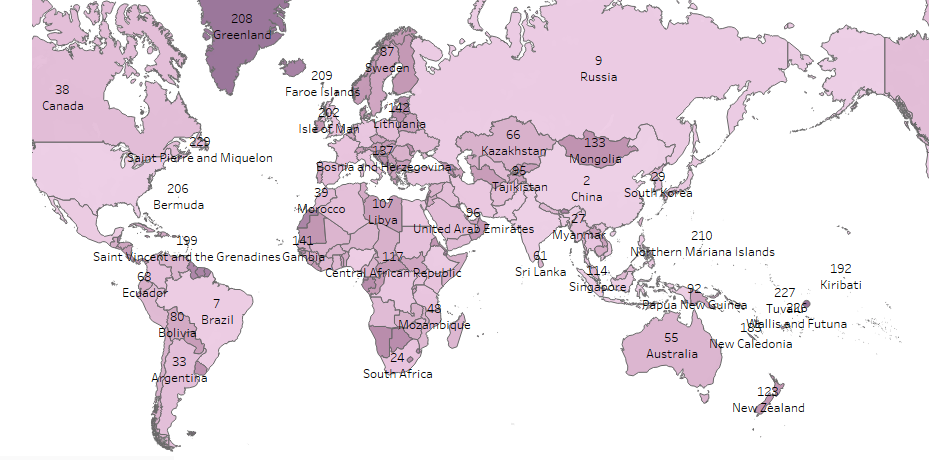 208
Greenland
87
Sweden
9
Russia
209
Faroe Islands
38
Canada
202
Isle of Man
142
Lithuania
66
Kazakhstan
133
Mongolia
229
Saint Pierre and Miquelon
137
Bosnia and Herzegovina
95
Tajikistan
2
China
29
South Korea
206
Bermuda
39
Morocco
107
Libya
96
United Arab Emirates
27
Myanmar
199
Saint Vincent and the Grenadines
141
Gambia
117
Central African Republic
61
Sri Lanka
114
Singapore
210
Northern Mariana Islands
192
Kiribati
68
Ecuador
7
Brazil
48
Mozambique
92
Papua New Guinea
227
Tuvalu
226
Wallis and Futuna
80
Bolivia
185
New Caledonia
33
Argentina
24
South Africa
55
Australia
123
New Zealand